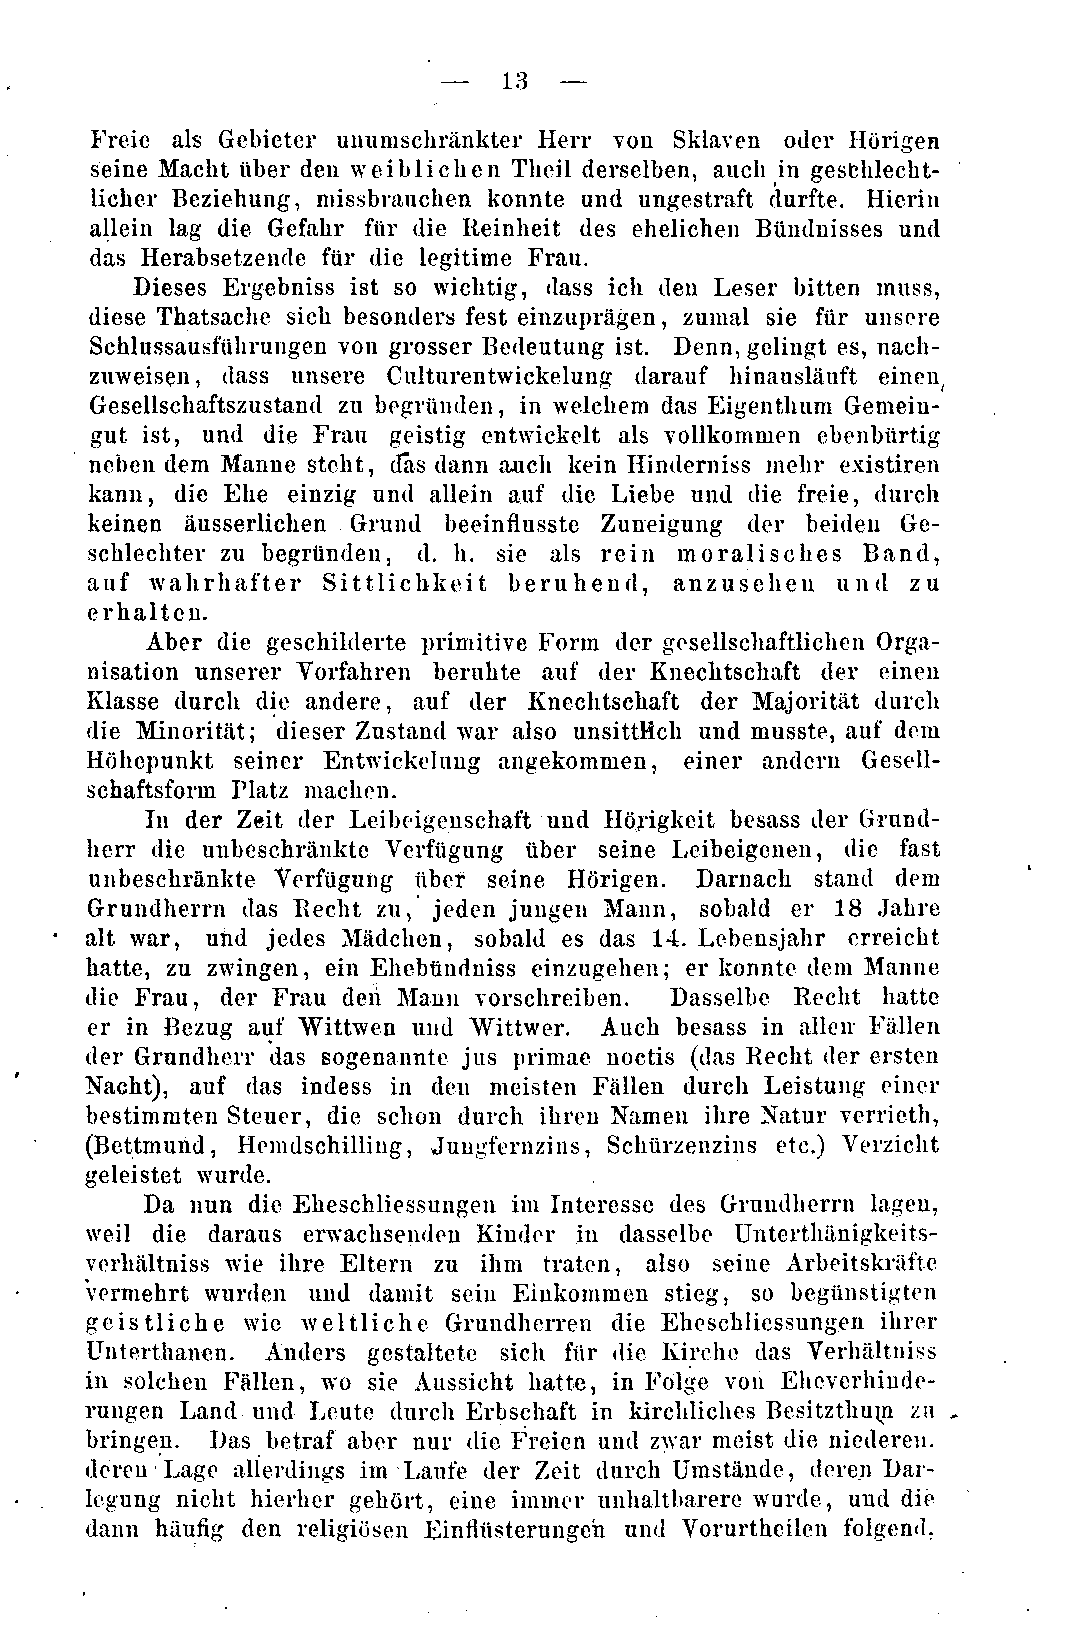 — 13 —
Freie als Gebieter unumschränkter Herr von Sklaven oder Hörigen
seine Macht über den weiblichen Theil derselben, auch in geschlecht-
licher Beziehung, missbrauchen konnte und ungestraft durfte. Hierin
allein lag die Gefahr für die Reinheit des ehelichen Bündnisses und
das Herabsetzende für die legitime Frau.
Dieses Ergebniss ist so wichtig, dass ich den Leser bitten muss,
diese Thatsache sich besonders fest einzuprägen, zumal sie für unsere
Schlussausführungen von grosser Bedeutung ist. Denn, gelingt es, nach-
zuweisen, dass unsere Culturentwickelung darauf hinausläuft einen
Gesellschaftszustand zu begründen, in welchem das Eigenthum Gemein-
gut ist, und die Frau geistig entwickelt als vollkommen ebenbürtig
neben dem Manne steht, das dann auch kein Hinderniss mehr existiren
kann, die Ehe einzig und allein auf die Liebe und die freie, durch
keinen äusserlichen Grund beeinflusste Zuneigung der beiden Ge-
schlechter zu begründen, d. h. sie als rein moralisches Band,
auf wahrhafter Sittlichkeit beruhend, anzusehen und zu
erhalten.
Aber die geschilderte primitive Form der gesellschaftlichen Orga-
nisation unserer Vorfahren beruhte auf der Knechtschaft der einen
Klasse durch die andere, auf der Knechtschaft der Majorität durch
die Minorität; dieser Zustand war also unsittlich und musste, auf dem
Höhepunkt seiner Entwickelung angekommen, einer andern Gesell-
schaftsform Platz machen.
In der Zeit der Leibeigenschaft und Hörigkeit besass der Grund-
herr die unbeschränkte Verfügung über seine Leibeigenen, die fast
unbeschränkte Verfügung über seine Hörigen. Darnach stand dem
Grundherrn das Recht zu, jeden jungen Mann, sobald er 18 Jahre
alt war, und jedes Mädchen, sobald es das 14. Lebensjahr erreicht
hatte, zu zwingen, ein Ehebündniss einzugehen; er konnte dem Manne
die Frau, der Frau den Mann vorschreiben. Dasselbe Recht hatte
er in Bezug auf Wittwen und Wittwer. Auch besass in allen Fällen
der Grundherr das sogenannte jus primae noctis (das Recht der ersten
Nacht), auf das indess in den meisten Fällen durch Leistung einer
bestimmten Steuer, die schon durch ihren Namen ihre Natur verrieth,
(Bettmund, Hemdschilling, Jungfernzins, Schürzenzins etc.) Verzicht
geleistet wurde.
Da nun die Eheschliessungen im Interesse des Grundherrn lagen,
weil die daraus erwachsenden Kinder in dasselbe Unterthänigkeits-
verhältniss wie ihre Eltern zu ihm traten, also seine Arbeitskräfte
vermehrt wurden und damit sein Einkommen stieg, so begünstigten
geistliche wie weltliche Grundherren die Eheschliessungen ihrer
Unterthanen. Anders gestaltete sich für die Kirche das Verhältniss
in solchen Fällen, wo sie Aussicht hatte, in Folge von Eheverhinde-
rungen Land und Leute durch Erbschaft in kirchliches Besitzthum zu
bringen. Das betraf aber nur die Freien und zwar meist die niederen.
deren Lage allerdings im Laufe der Zeit durch Umstände, deren Dar-
legung nicht hierher gehört, eine immer unhaltbarere wurde, und die
dann häufig den religiösen Einflüsterungen und Vorurtheilen folgend,